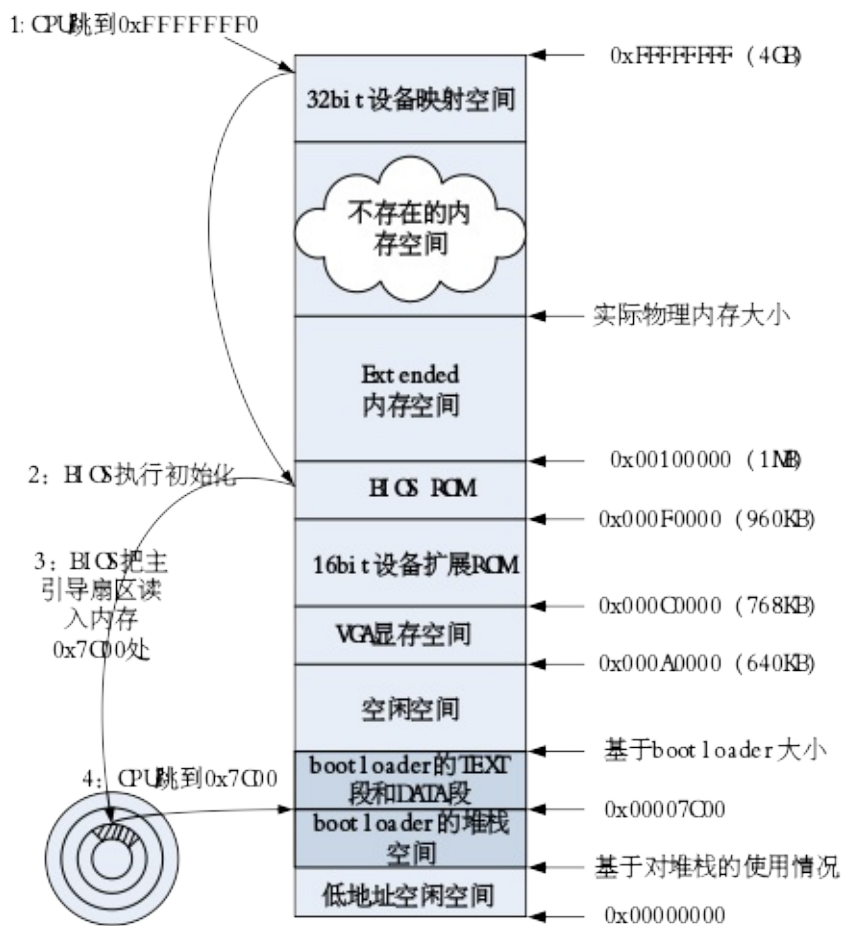 1: CPU跳到0xFFFFFFF0
0xFFFFFFFF (4GB)
32bit设备映射空间
不存在的内
存空间
实际物理内存大小
Extended
内存空间
0x00100000 (1MB)
2: BIOS执行初始化
BIOS ROM
0x000F0000 (960KB)
3: BIOS把主
引导扇区读
入内存
0x7C00处
16bit设备扩展ROM
0x000C0000 (768KB)
VGA显存空间
0x000A0000 (640KB)
空闲空间
基于bootloader大小
4: CPU跳到0x7C00
bootloader的TEXT
段和DATA段
0x00007C00
bootloader的堆栈
空间
基于对堆栈的使用情况
低地址空闲空间
0x00000000